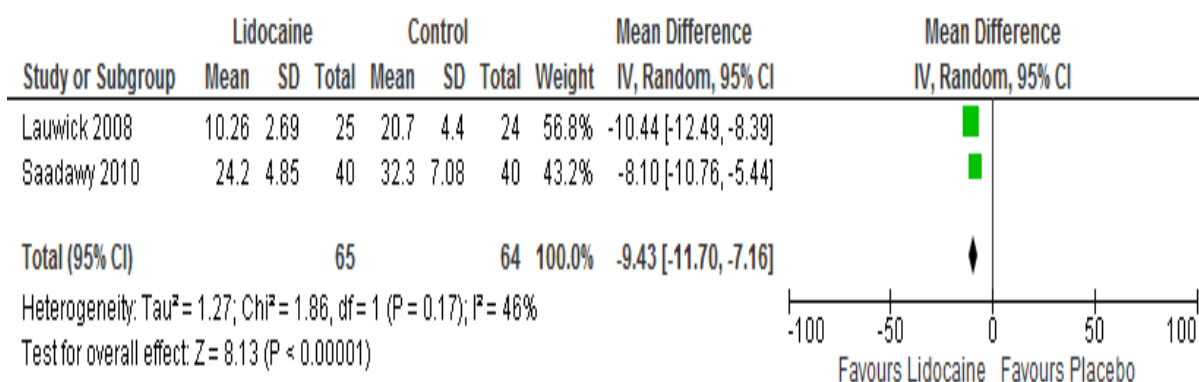 Lidocaine Control Mean Difference Mean Difference
Study or Subgroup Mean SD Total Mean SD Total Weight IV, Random, 95% CI IV, Random, 95% CI
Lauwick 2008 10.26 2.69 25 20.7 4.4 24 56.8% -10.44 [-12.49, -8.39]
Saadawy 2010 24.2 4.85 40 32.3 7.08 40 43.2% -8.10 [-10.76, -5.44]
Total (95% CI) 65 64 100.0% -9.43 [-11.70, -7.16]
Heterogeneity: Tau² = 1.27; Chi² = 1.86, df = 1 (P = 0.17); I² = 46%
Test for overall effect: Z = 8.13 (P < 0.00001)
-100 -50 0 50 100
Favours Lidocaine Favours Placebo